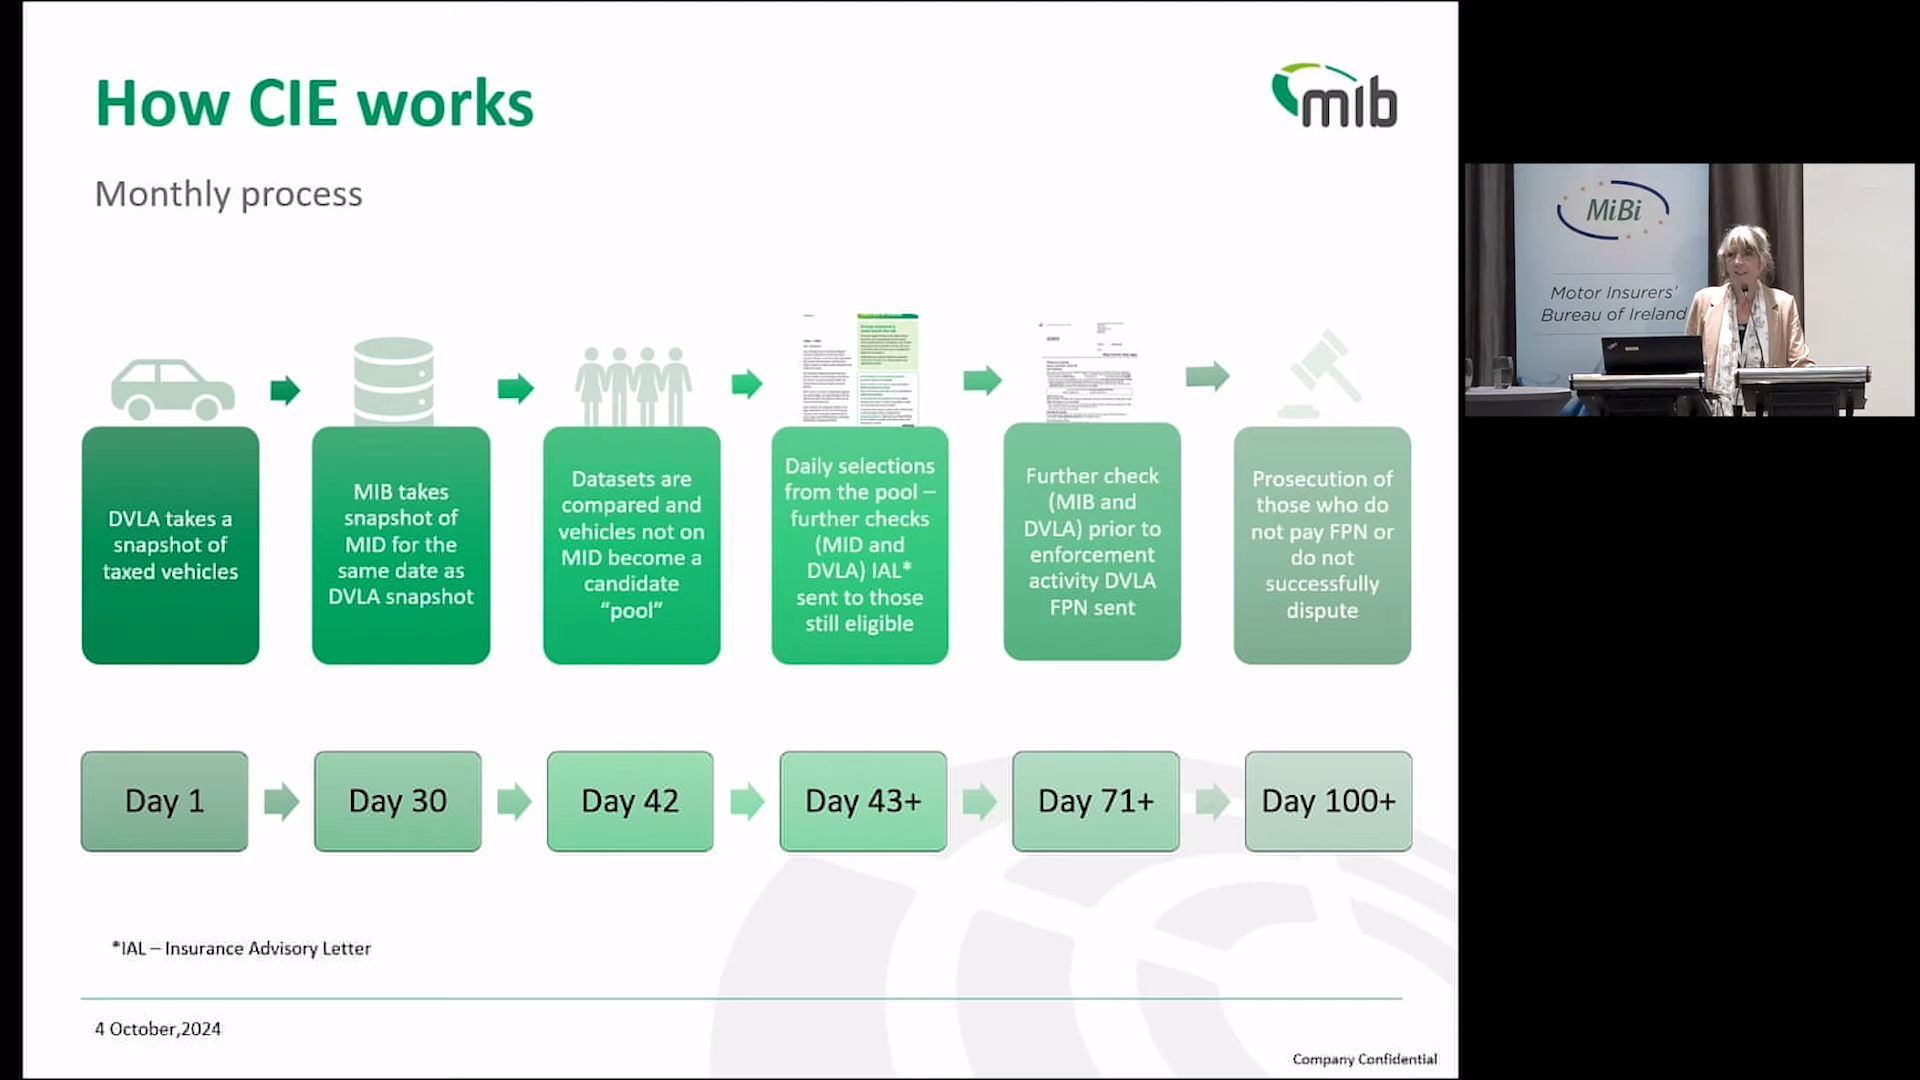 How CIE works
mib
Monthly process
MiBi
Motor Insurers'
Bureau of Ireland
DVLA takes a
snapshot of
taxed vehicles
MIB takes
snapshot of
MID for the
same date as
DVLA snapshot
Datasets are
compared and
vehicles not on
MID become a
candidate
“pool”
Daily selections
from the pool –
further checks
(MID and
DVLA) IAL*
sent to those
still eligible
Further check
(MIB and
DVLA) prior to
enforcement
activity DVLA
FPN sent
Prosecution of
those who do
not pay FPN or
do not
successfully
dispute
Day 1
Day 30
Day 42
Day 43+
Day 71+
Day 100+
*IAL – Insurance Advisory Letter
4 October,2024
Company Confidential